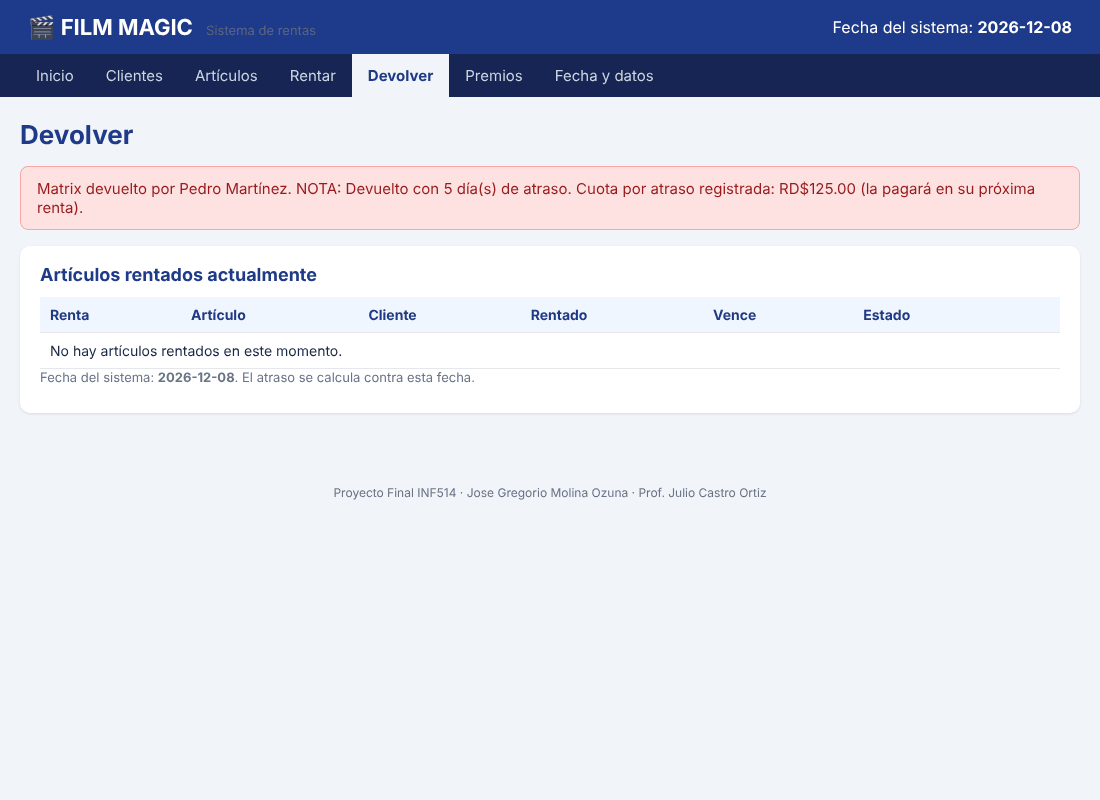 FILM MAGIC Sistema de rentas
Fecha del sistema: 2026-12-08
Inicio Clientes Artículos Rentar Devolver Premios Fecha y datos
Devolver
Matrix devuelto por Pedro Martínez. NOTA: Devuelto con 5 día(s) de atraso. Cuota por atraso registrada: RD$125.00 (la pagará en su próxima
renta).
Artículos rentados actualmente
Renta Artículo Cliente Rentado Vence Estado
No hay artículos rentados en este momento.
Fecha del sistema: 2026-12-08. El atraso se calcula contra esta fecha.
Proyecto Final INF514 · Jose Gregorio Molina Ozuna · Prof. Julio Castro Ortiz